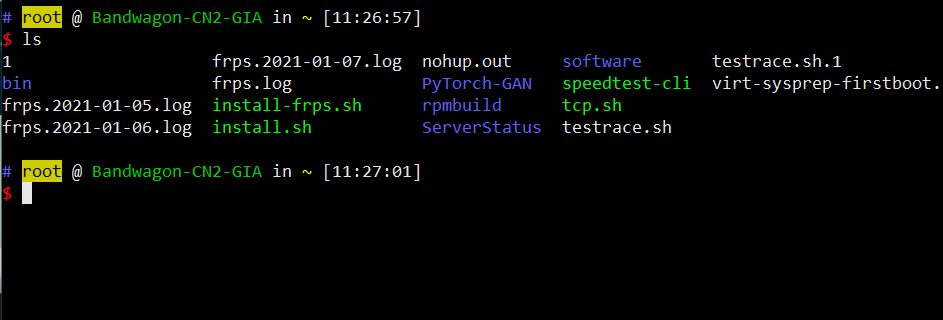 # root @ Bandwagon-CN2-GIA in ~ [11:26:57]
$ ls
1 frps.2021-01-07.log nohup.out software testrace.sh.1
bin frps.log PyTorch-GAN speedtest-cli virt-sysprep-firstboot.
frps.2021-01-05.log install-frps.sh rpmbuild tcp.sh
frps.2021-01-06.log install.sh ServerStatus testrace.sh
# root @ Bandwagon-CN2-GIA in ~ [11:27:01]
$